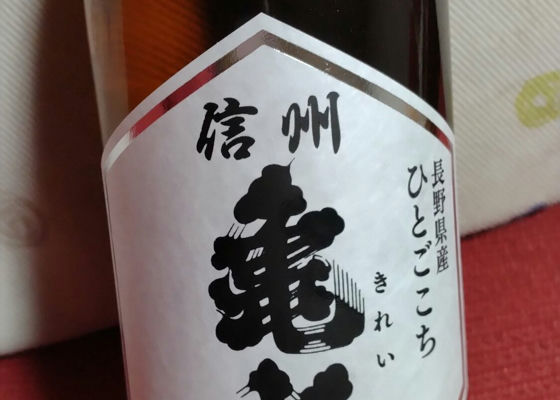 信州
亀
長野県産
ひとごこち
きれい